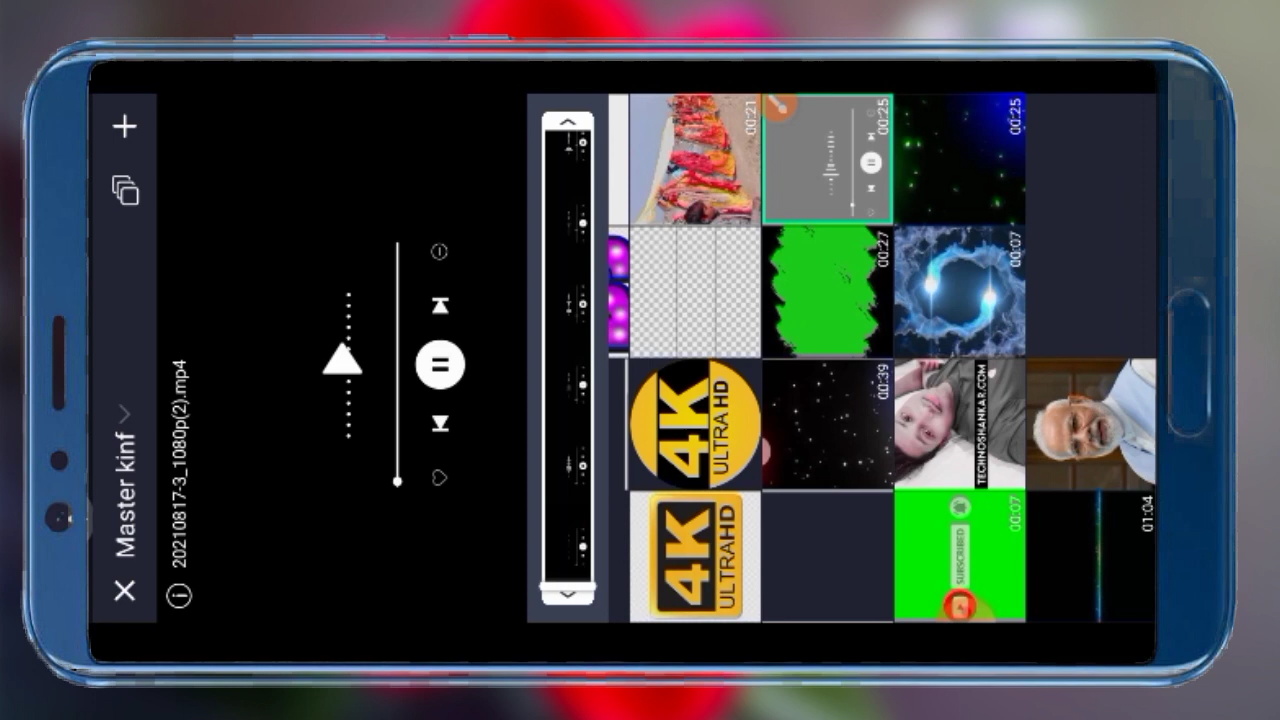 Master kinf
20210817-3_1080p(2).mp4
4K
ULTRA HD
4K
ULTRAHD
00:21
00:25
00:27
00:39
00:25
00:07
TECHNOSHANKAR.COM
SUBSCRIBED
00:07
01:04